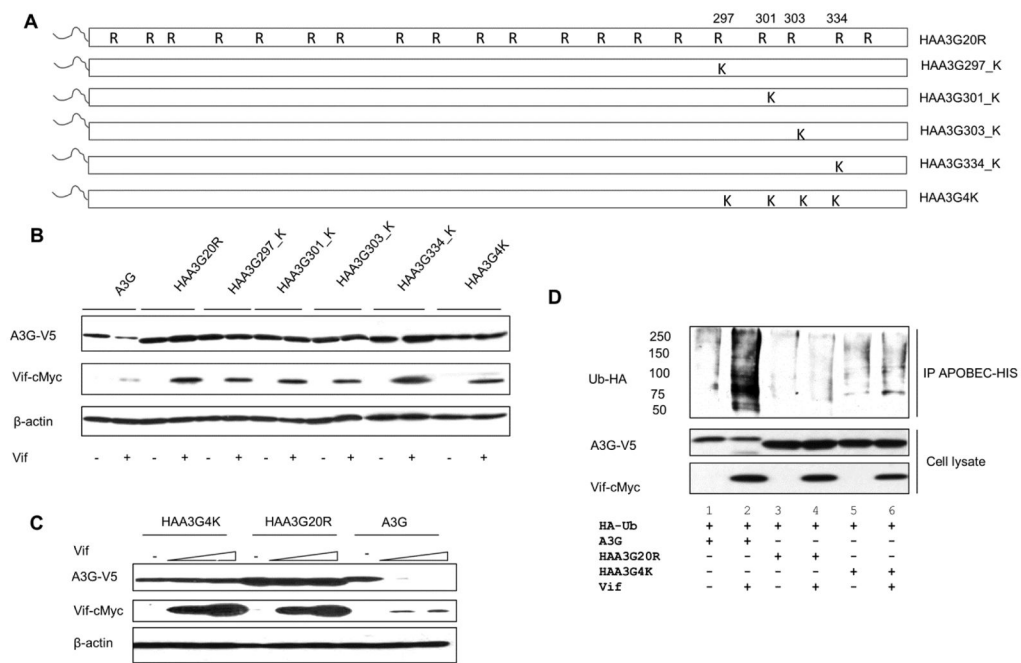 A
297 301 303 334
R R R R R R R R R R R R R R R R R R R R HAA3G20R
K HAA3G297_K
K HAA3G301_K
K HAA3G303_K
K HAA3G334_K
K K K K HAA3G4K
B
A3G HAA3G20R HAA3G297_K HAA3G301_K HAA3G303_K HAA3G334_K HAA3G4K
A3G-V5
Vif-cMyc
β-actin
Vif - + - + - + - + - + - + - +
C
HAA3G4K HAA3G20R A3G
Vif - - -
A3G-V5
Vif-cMyc
β-actin
D
250
150
100
75
50
Ub-HA
IP APOBEC-HIS
A3G-V5
Vif-cMyc
Cell lysate
1 2 3 4 5 6
HA-Ub + + + + + +
A3G + + - - - -
HAA3G20R - - + + - -
HAA3G4K - - - - + +
Vif - + - + - +